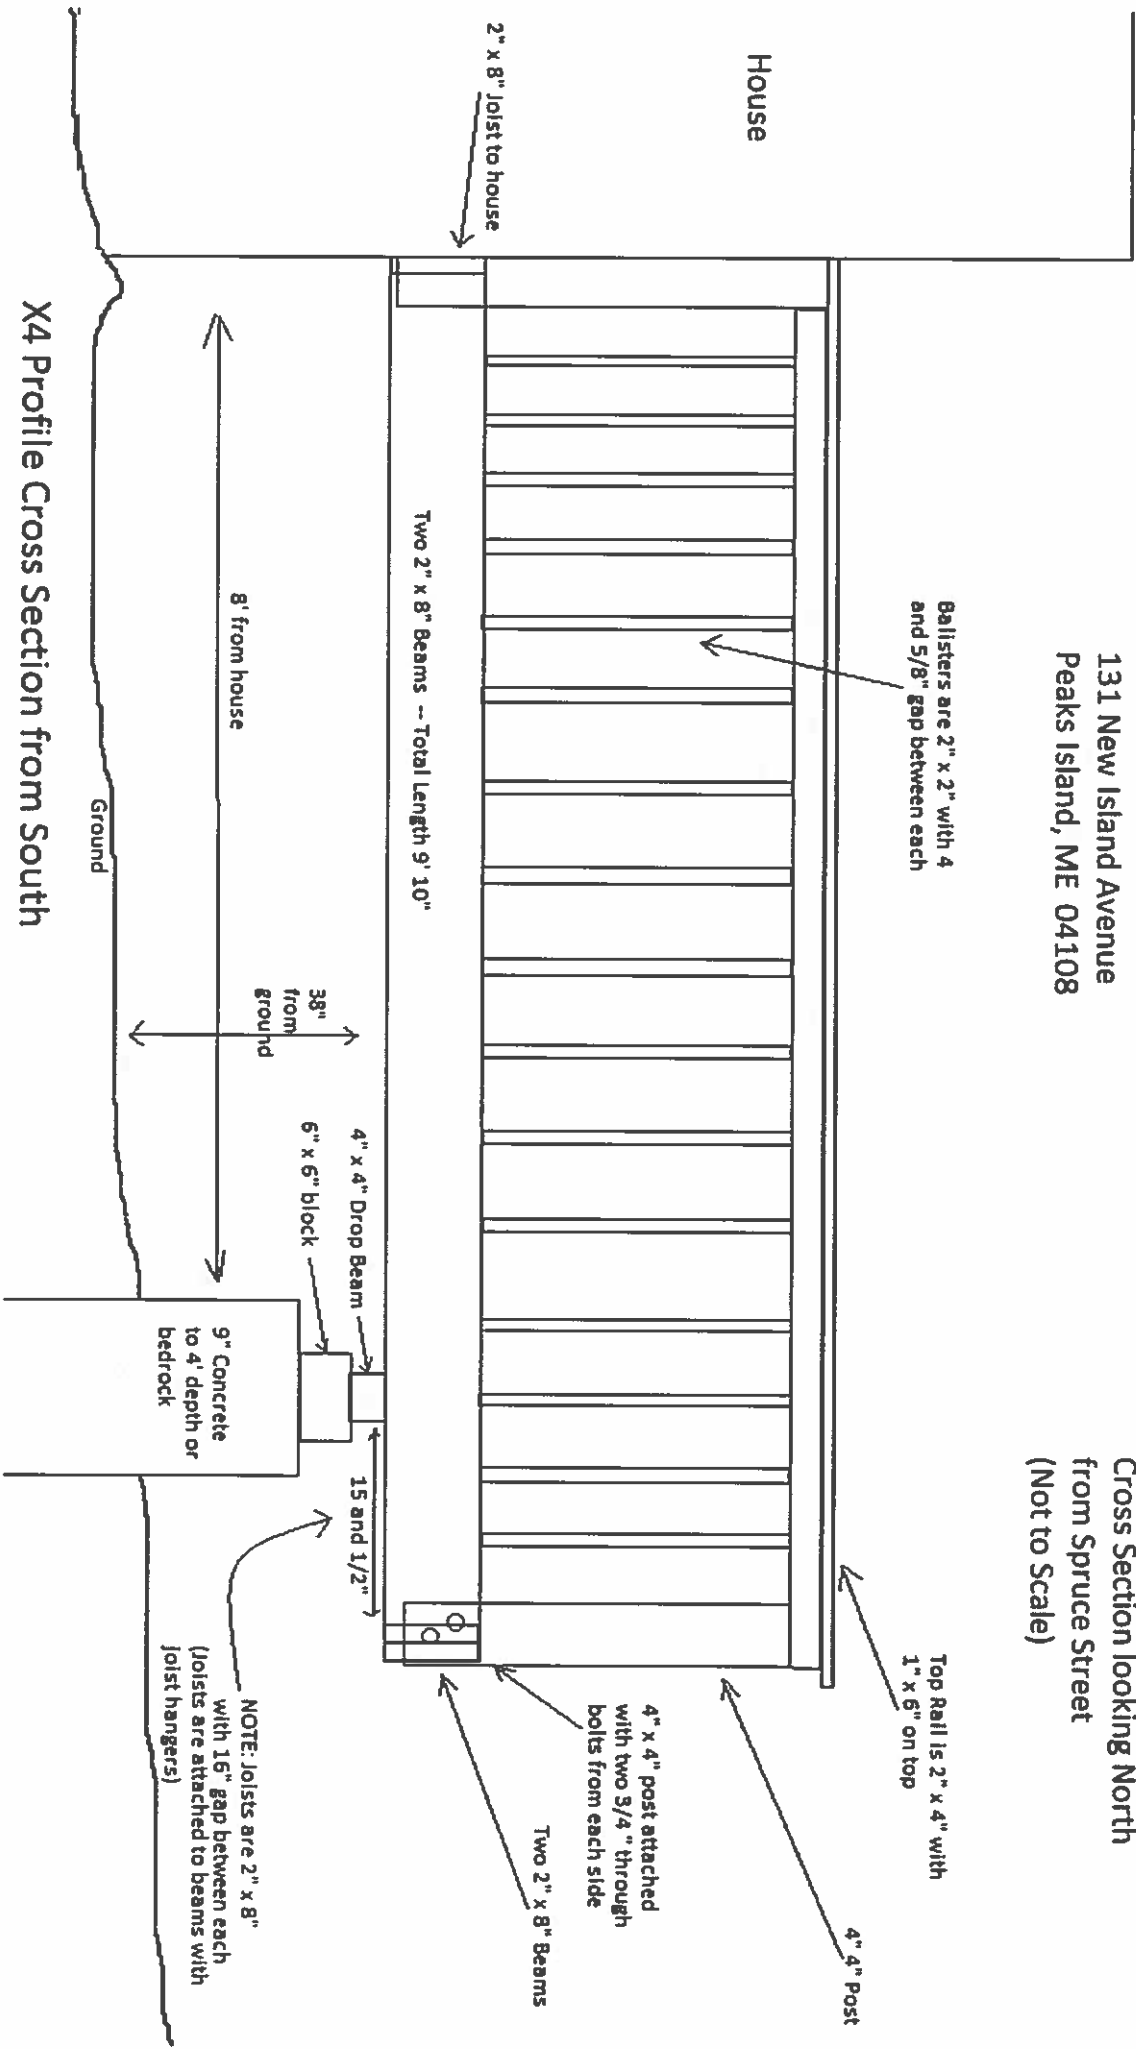 131 New Island Avenue
Peaks Island, ME 04108
Cross Section looking North
from Spruce Street
(Not to Scale)
House
Top Rail is 2" x 4" with
1" x 6" on top
4" 4" Post
Balisters are 2" x 2" with 4
and 5/8" gap between each
4" x 4" post attached
with two 3/4 " through
bolts from each side
Two 2" x 8" Beams
2" x 8" Joist to house
Two 2" x 8" Beams -- Total Length 9' 10"
15 and 1/2"
4" x 4" Drop Beam
6" x 6" block
38"
from
ground
8' from house
NOTE: Joists are 2" x 8"
with 16" gap between each
(Joists are attached to beams with
joist hangers)
9" Concrete
to 4' depth or
bedrock
Ground
X4 Profile Cross Section from South